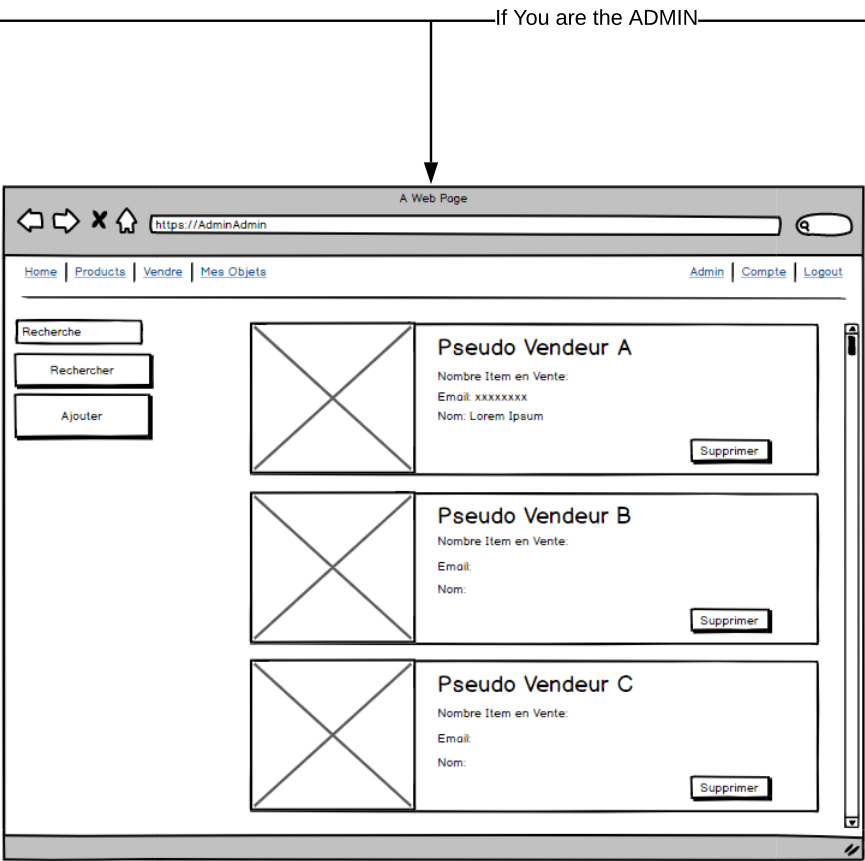 If You are the ADMIN
A Web Page
https://AdminAdmin
Home Products Vendre Mes Objets Admin Compte Logout
Recherche
Rechercher
Ajouter
Pseudo Vendeur A
Nombre Item en Vente:
Email: xxxxxxxx
Nom: Lorem Ipsum
Supprimer
Pseudo Vendeur B
Nombre Item en Vente:
Email:
Nom:
Supprimer
Pseudo Vendeur C
Nombre Item en Vente:
Email:
Nom:
Supprimer